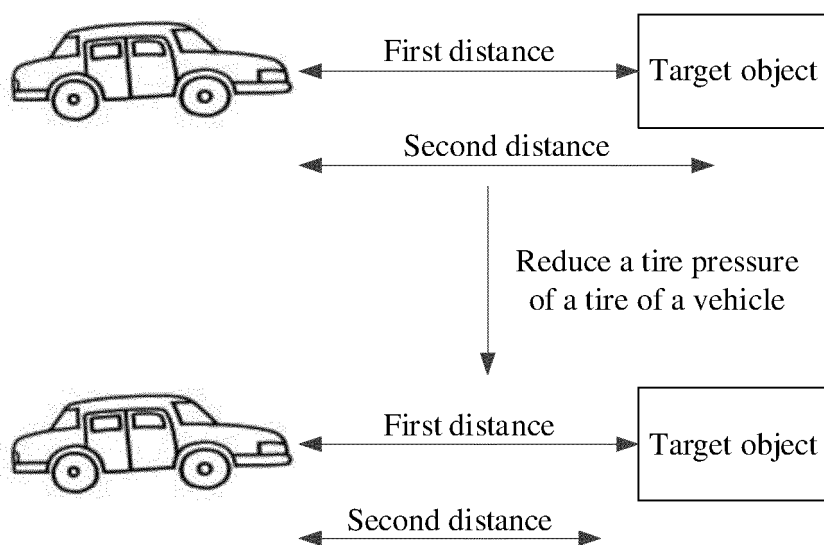 First distance
Target object
Second distance
Reduce a tire pressure
of a tire of a vehicle
First distance
Target object
Second distance